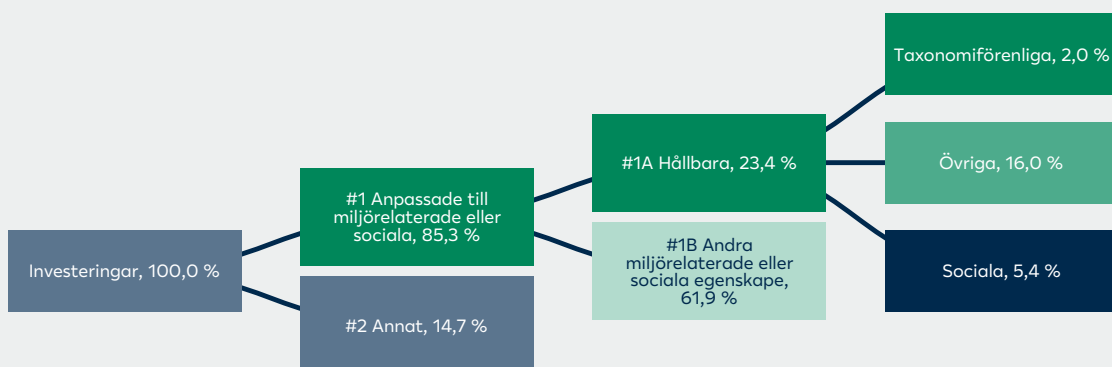 Investeringar, 100,0 %
#1 Anpassade till
miljörelaterade eller
sociala, 85,3 %
#2 Annat, 14,7 %
#1A Hållbara, 23,4 %
#1B Andra
miljörelaterade eller
sociala egenskape,
61,9 %
Taxonomiförenliga, 2,0 %
Övriga, 16,0 %
Sociala, 5,4 %